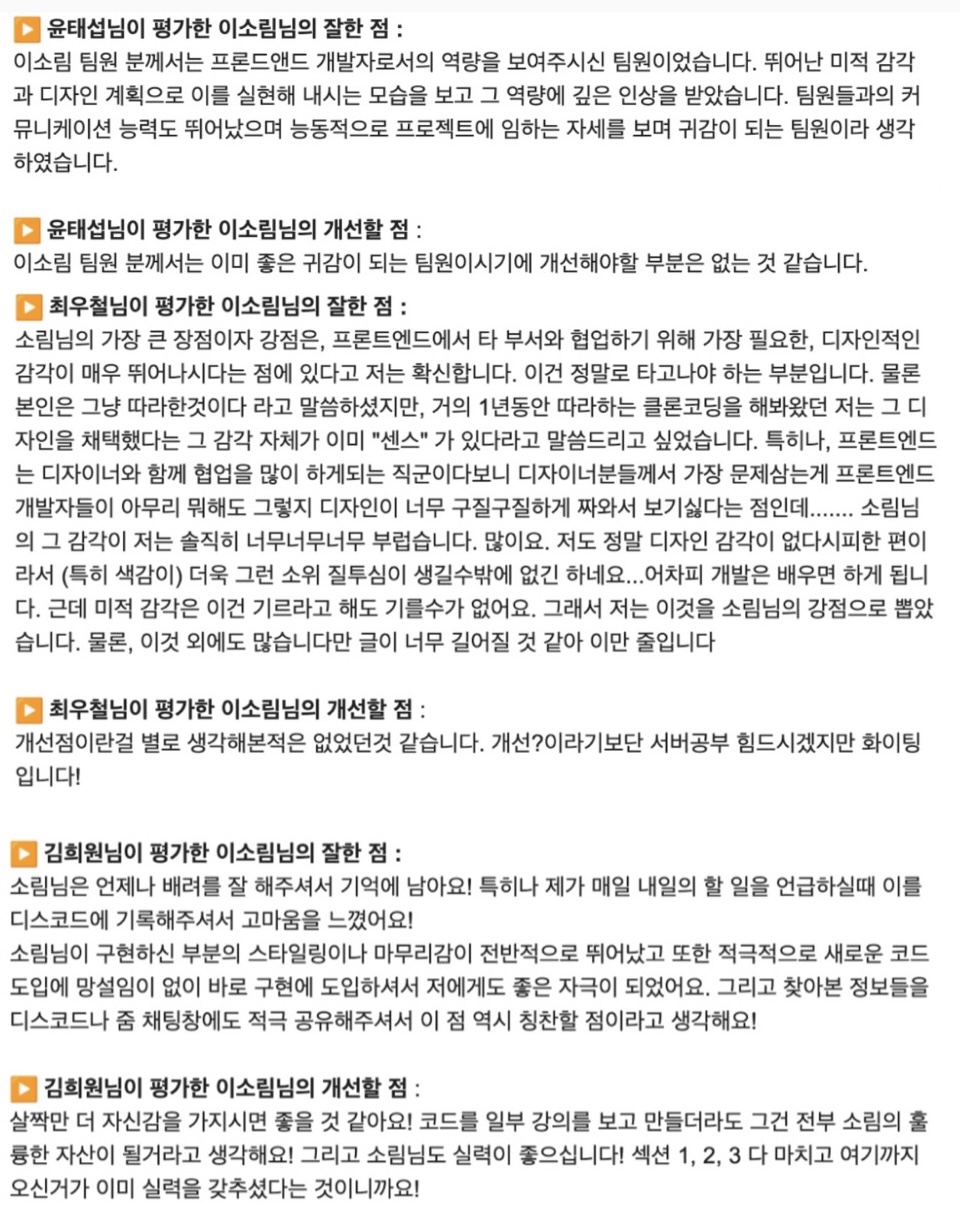 ▶ 윤태섭님이 평가한 이소림님의 잘한 점 :
이소림 팀원 분께서는 프론드앤드 개발자로서의 역량을 보여주시신 팀원이었습니다. 뛰어난 미적 감각
과 디자인 계획으로 이를 실현해 내시는 모습을 보고 그 역량에 깊은 인상을 받았습니다. 팀원들과의 커
뮤니케이션 능력도 뛰어났으며 능동적으로 프로젝트에 임하는 자세를 보며 귀감이 되는 팀원이라 생각
하였습니다.
▶ 윤태섭님이 평가한 이소림님의 개선할 점 :
이소림 팀원 분께서는 이미 좋은 귀감이 되는 팀원이시기에 개선해야할 부분은 없는 것 같습니다.
▶ 최우철님이 평가한 이소림님의 잘한 점 :
소림님의 가장 큰 장점이자 강점은, 프론트엔드에서 타 부서와 협업하기 위해 가장 필요한, 디자인적인
감각이 매우 뛰어나시다는 점에 있다고 저는 확신합니다. 이건 정말로 타고나야 하는 부분입니다. 물론
본인은 그냥 따라한것이다 라고 말씀하셨지만, 거의 1년동안 따라하는 클론코딩을 해봐왔던 저는 그 디
자인을 채택했다는 그 감각 자체가 이미 "센스" 가 있다라고 말씀드리고 싶었습니다. 특히나, 프론트엔드
는 디자이너와 함께 협업을 많이 하게되는 직군이다보니 디자이너분들께서 가장 문제삼는게 프론트엔드
개발자들이 아무리 뭐해도 그렇지 디자인이 너무 구질구질하게 짜와서 보기싫다는 점인데....... 소림님
의 그 감각이 저는 솔직히 너무너무너무 부럽습니다. 많이요. 저도 정말 디자인 감각이 없다시피한 편이
라서 (특히 색감이) 더욱 그런 소위 질투심이 생길수밖에 없긴 하네요...어차피 개발은 배우면 하게 됩니
다. 근데 미적 감각은 이건 기르라고 해도 기를수가 없어요. 그래서 저는 이것을 소림님의 강점으로 뽑았
습니다. 물론, 이것 외에도 많습니다만 글이 너무 길어질 것 같아 이만 줄입니다
▶ 최우철님이 평가한 이소림님의 개선할 점 :
개선점이란걸 별로 생각해본적은 없었던것 같습니다. 개선?이라기보단 서버공부 힘드시겠지만 화이팅
입니다!
▶ 김희원님이 평가한 이소림님의 잘한 점 :
소림님은 언제나 배려를 잘 해주셔서 기억에 남아요! 특히나 제가 매일 내일의 할 일을 언급하실때 이를
디스코드에 기록해주셔서 고마움을 느꼈어요!
소림님이 구현하신 부분의 스타일링이나 마무리감이 전반적으로 뛰어났고 또한 적극적으로 새로운 코드
도입에 망설임이 없이 바로 구현에 도입하셔서 저에게도 좋은 자극이 되었어요. 그리고 찾아본 정보들을
디스코드나 줌 채팅창에도 적극 공유해주셔서 이 점 역시 칭찬할 점이라고 생각해요!
▶ 김희원님이 평가한 이소림님의 개선할 점 :
살짝만 더 자신감을 가지시면 좋을 것 같아요! 코드를 일부 강의를 보고 만들더라도 그건 전부 소림의 훌
륭한 자산이 될거라고 생각해요! 그리고 소림님도 실력이 좋으십니다! 섹션 1, 2, 3 다 마치고 여기까지
오신거가 이미 실력을 갖추셨다는 것이니까요!